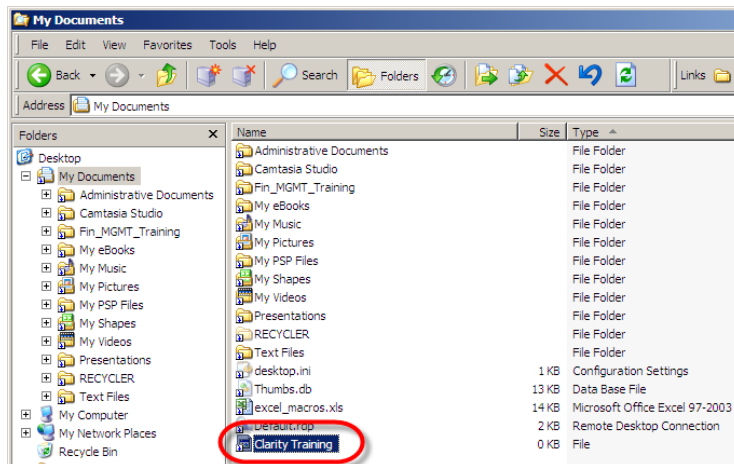 My Documents
File Edit View Favorites Tools Help
Back Search Folders Links
Address My Documents
Folders x Name Size Type
Desktop
My Documents
Administrative Documents
Camtasia Studio
Fin_MGMT_Training
My eBooks
My Music
My Pictures
My PSP Files
My Shapes
My Videos
Presentations
RECYCLER
Text Files
My Computer
My Network Places
Recycle Bin
Administrative Documents File Folder
Camtasia Studio File Folder
Fin_MGMT_Training File Folder
My eBooks File Folder
My Music File Folder
My Pictures File Folder
My PSP Files File Folder
My Shapes File Folder
My Videos File Folder
Presentations File Folder
RECYCLER File Folder
Text Files File Folder
desktop.ini 1 KB Configuration Settings
Thumbs.db 13 KB Data Base File
excel_macros.xls 14 KB Microsoft Office Excel 97-2003
Default.rdp 2 KB Remote Desktop Connection
Clarity Training 0 KB File